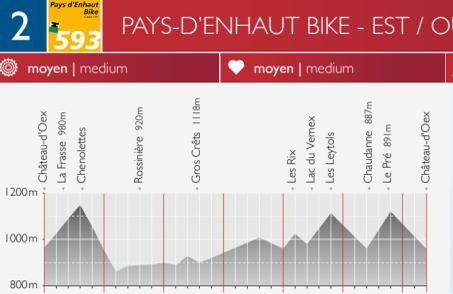 2
Pays d'Enhaut
Bike
593
PAYS-D'ENHAUT BIKE - EST / OU
moyen | medium
moyen | medium
Château-d'Oex
La Frasse 980m
Chenolettes
Rossinière 920m
Gros Crêts 1118m
Les Rix
Lac du Vernex
Les Leytols
Chaudanne 887m
Le Pré 891m
Château-d'Oex
1200m
1000m
800m